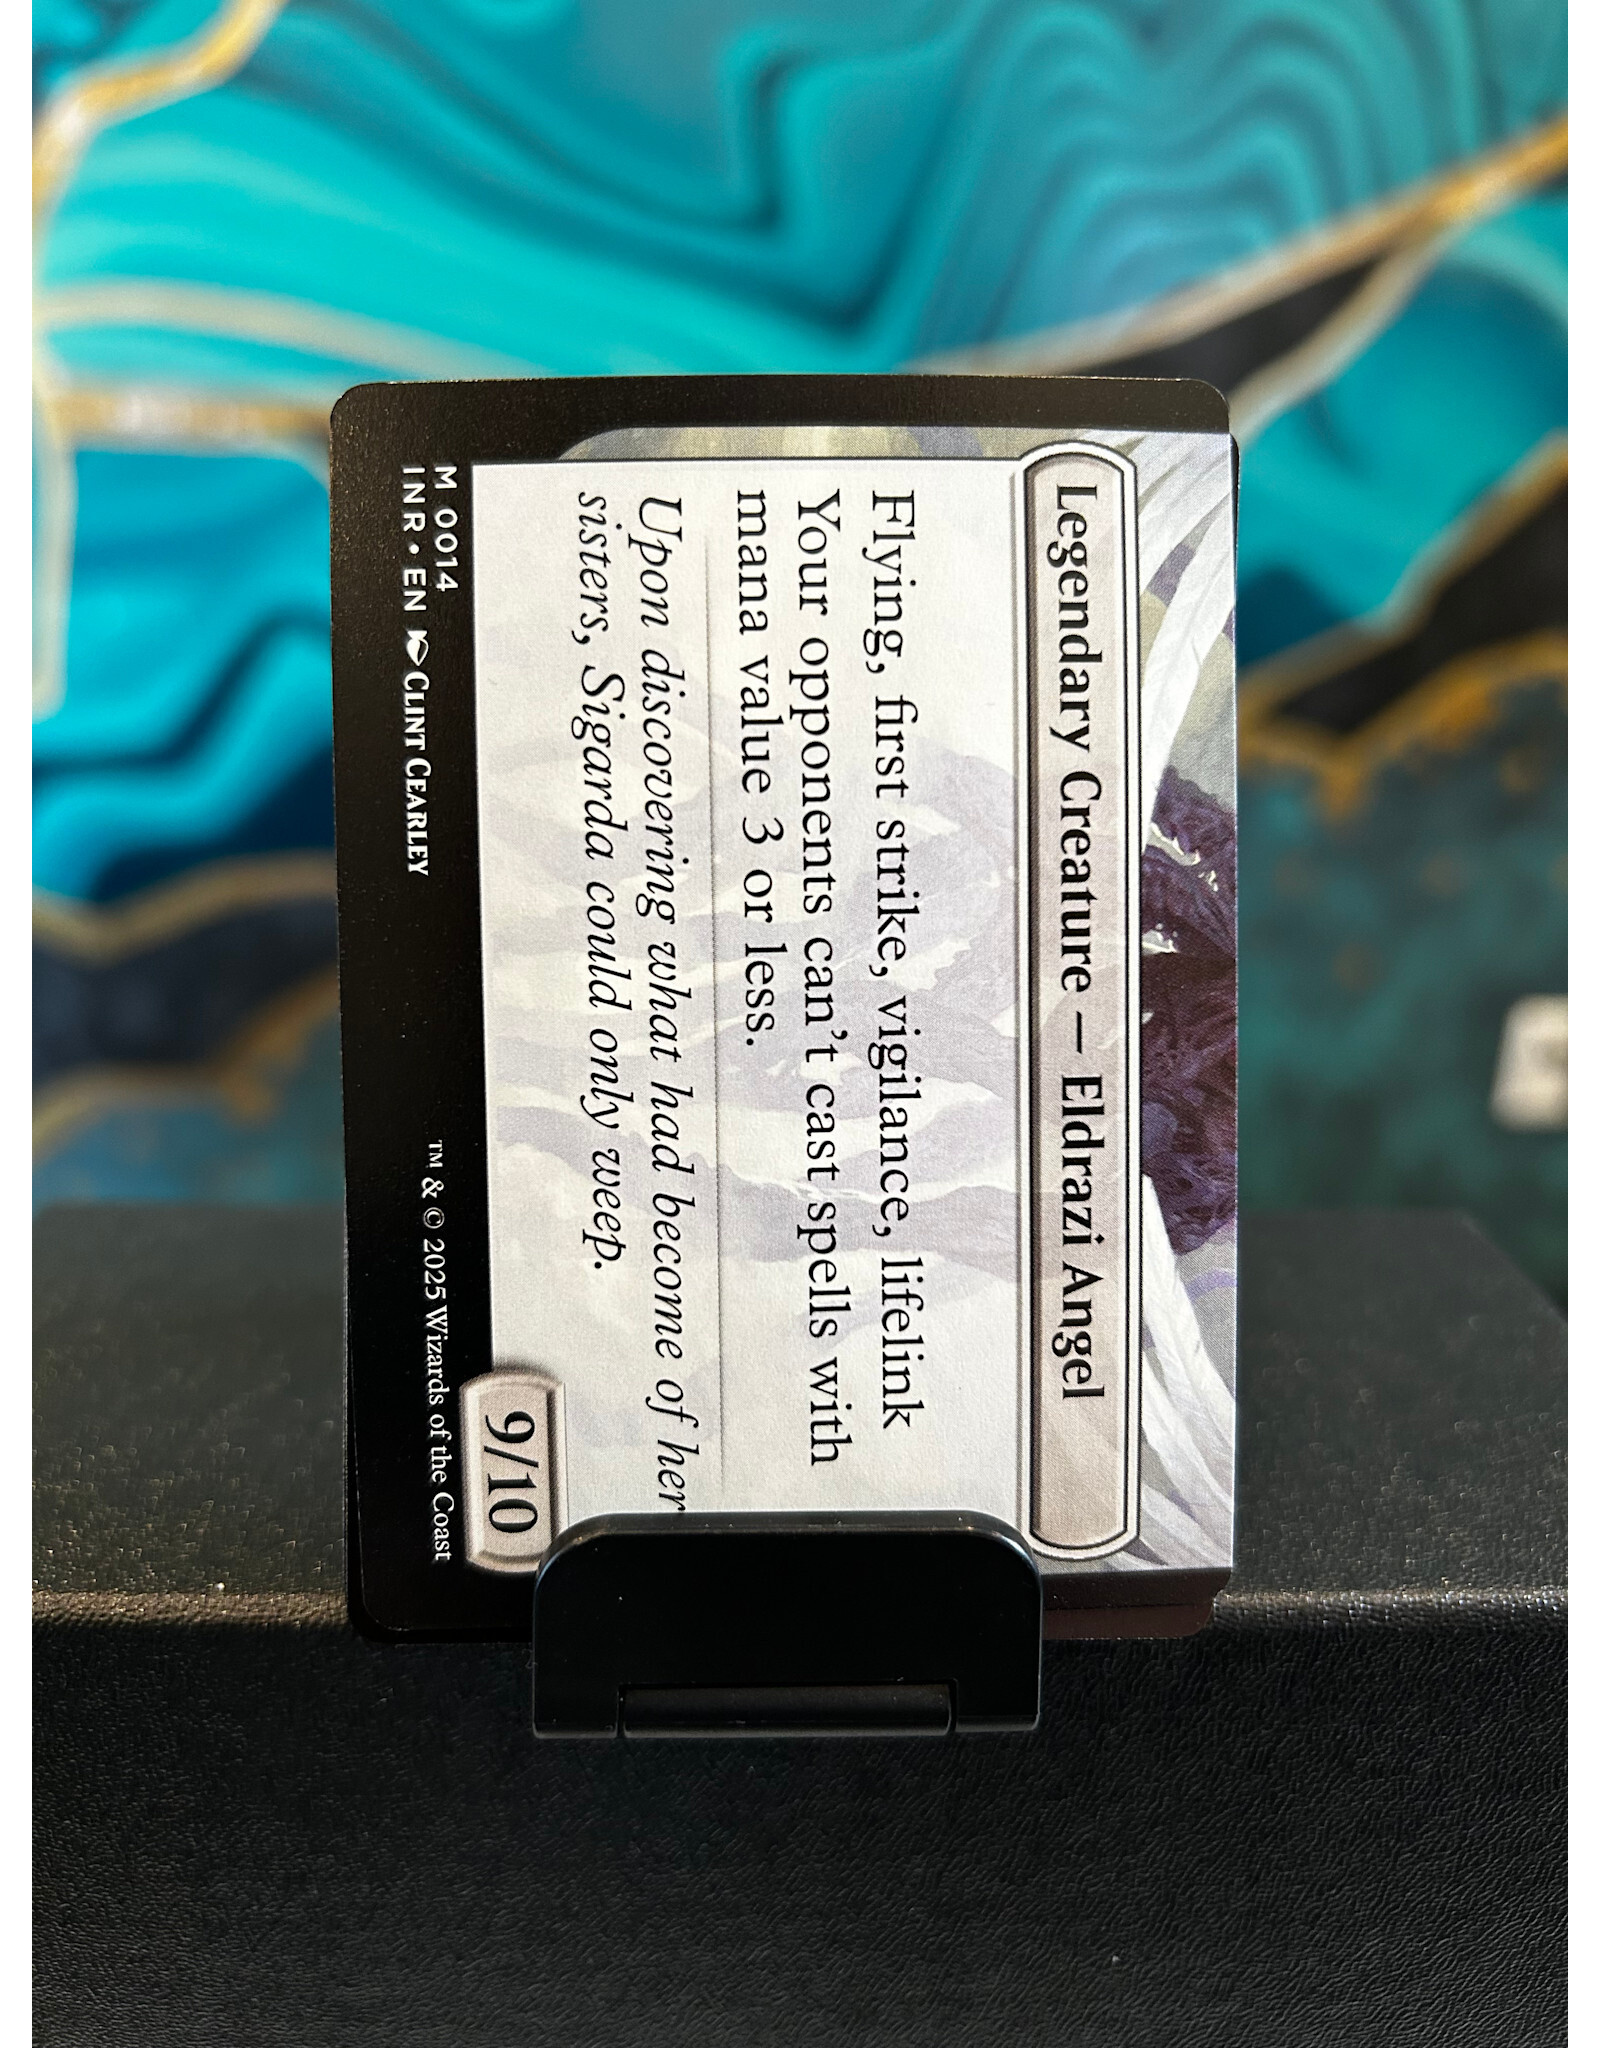 Legendary Creature — Eldrazi Angel
Flying, first strike, vigilance, lifelink
Your opponents can't cast spells with
mana value 3 or less.
Upon discovering what had become of her
sisters, Sigarda could only weep.
9/10
M 0014
INR • EN CLINT CEARLEY
™ & © 2025 Wizards of the Coast